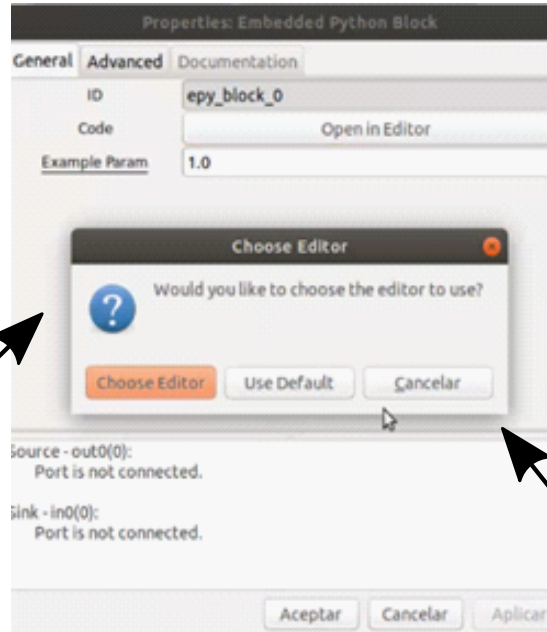 Properties: Embedded Python Block
General Advanced Documentation
ID epy_block_0
Code Open in Editor
Example Param 1.0
Choose Editor
Would you like to choose the editor to use?
Choose Editor Use Default Cancelar
Source - out0(0):
Port is not connected.
Sink - in0(0):
Port is not connected.
Aceptar Cancelar Aplicar